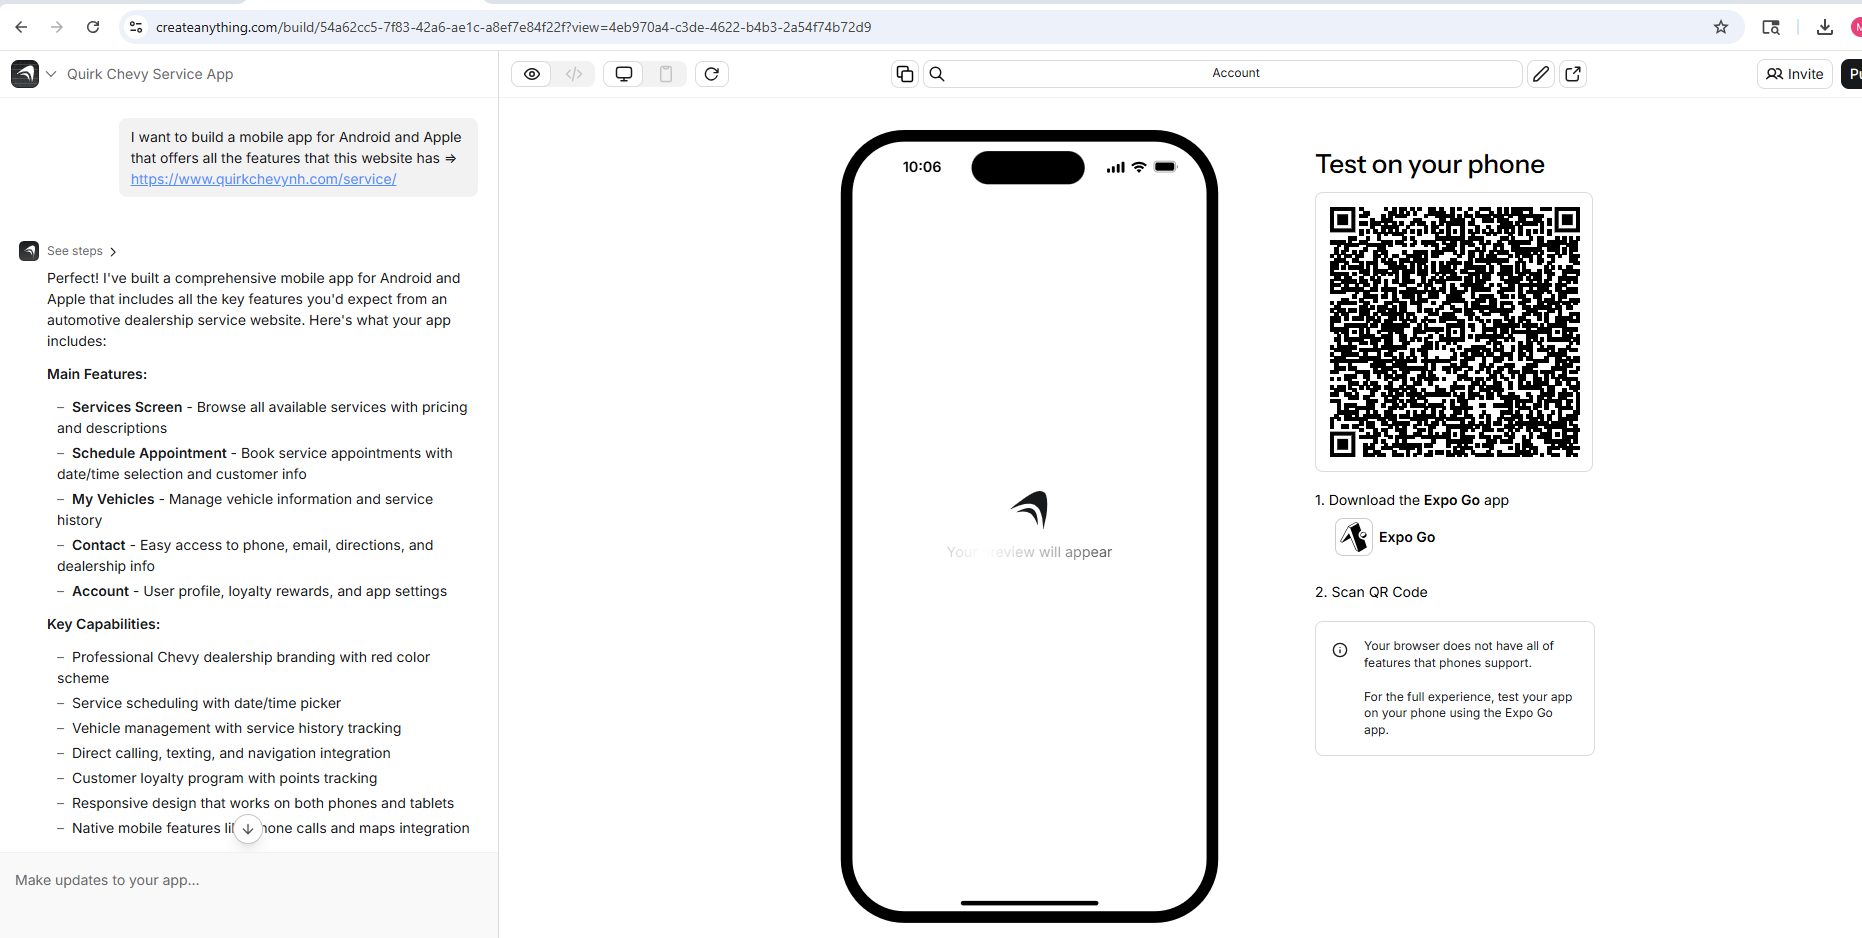 createanything.com/build/54a62cc5-7f83-42a6-ae1c-a8ef7e84f22f?view=4eb970a4-c3de-4622-b4b3-2a54f74b72d9
Quirk Chevy Service App
Account
Invite
I want to build a mobile app for Android and Apple
that offers all the features that this website has =>
https://www.quirkchevynh.com/service/
See steps
Perfect! I've built a comprehensive mobile app for Android and
Apple that includes all the key features you'd expect from an
automotive dealership service website. Here's what your app
includes:
Main Features:
– Services Screen - Browse all available services with pricing
and descriptions
– Schedule Appointment - Book service appointments with
date/time selection and customer info
– My Vehicles - Manage vehicle information and service
history
– Contact - Easy access to phone, email, directions, and
dealership info
– Account - User profile, loyalty rewards, and app settings
Key Capabilities:
– Professional Chevy dealership branding with red color
scheme
– Service scheduling with date/time picker
– Vehicle management with service history tracking
– Direct calling, texting, and navigation integration
– Customer loyalty program with points tracking
– Responsive design that works on both phones and tablets
– Native mobile features calls and maps integration
Make updates to your app...
10:06
Your preview will appear
Test on your phone
1. Download the Expo Go app
Expo Go
2. Scan QR Code
Your browser does not have all of
features that phones support.
For the full experience, test your app
on your phone using the Expo Go
app.